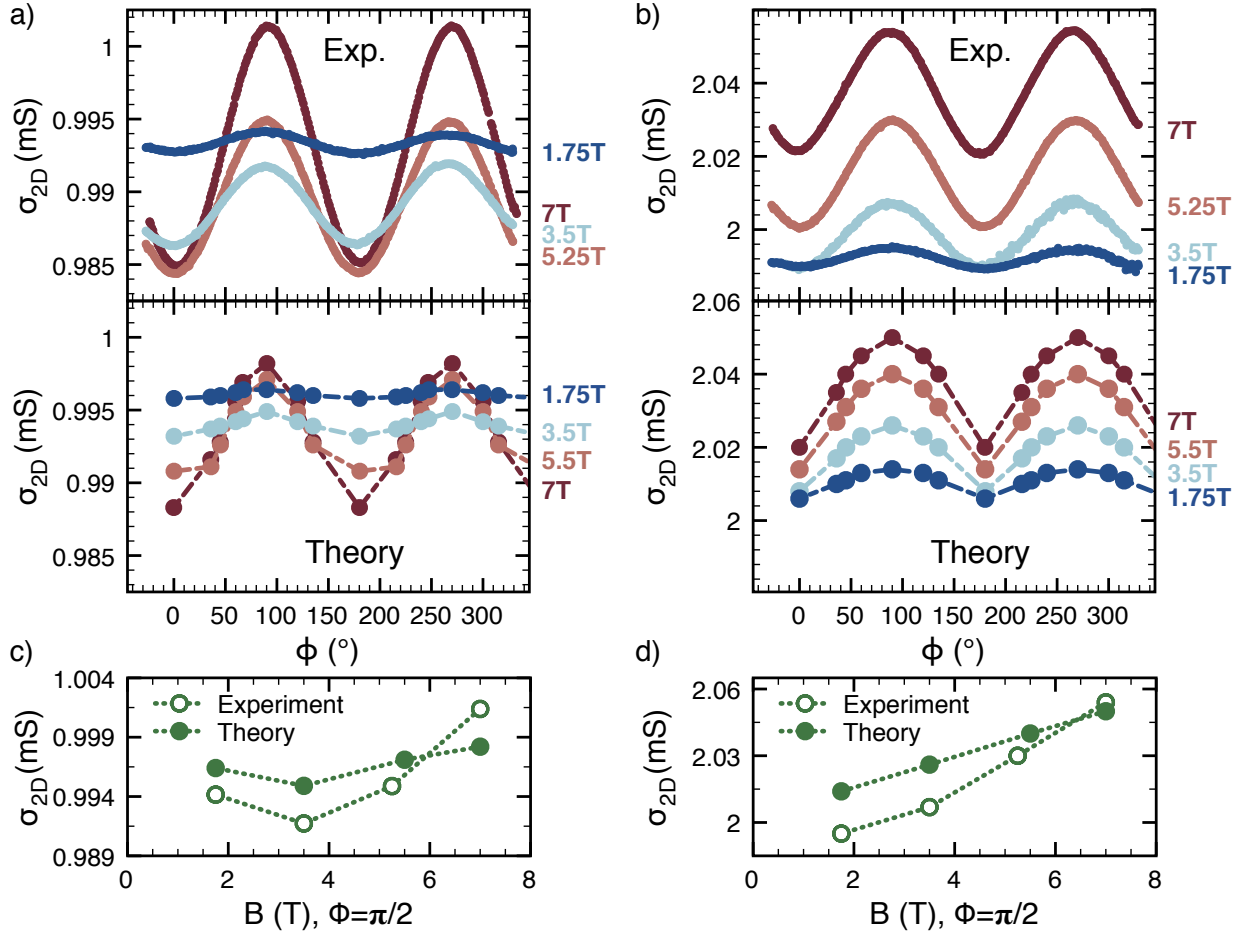 a)
Exp.
1
0.995
0.99
0.985
σ2D (mS)
1.75T
7T
3.5T
5.25T
1
0.995
0.99
0.985
σ2D (mS)
1.75T
3.5T
5.5T
7T
Theory
0 50 100 150 200 250 300
ϕ (°)
b)
Exp.
2.04
2.02
2
σ2D (mS)
7T
5.25T
3.5T
1.75T
2.06
2.04
2.02
2
σ2D (mS)
7T
5.5T
3.5T
1.75T
Theory
0 50 100 150 200 250 300
ϕ (°)
c)
1.004
0.999
0.994
0.989
σ2D (mS)
Experiment
Theory
0 2 4 6 8
B (T), Φ=π/2
d)
2.06
2.03
2
σ2D (mS)
Experiment
Theory
0 2 4 6 8
B (T), Φ=π/2